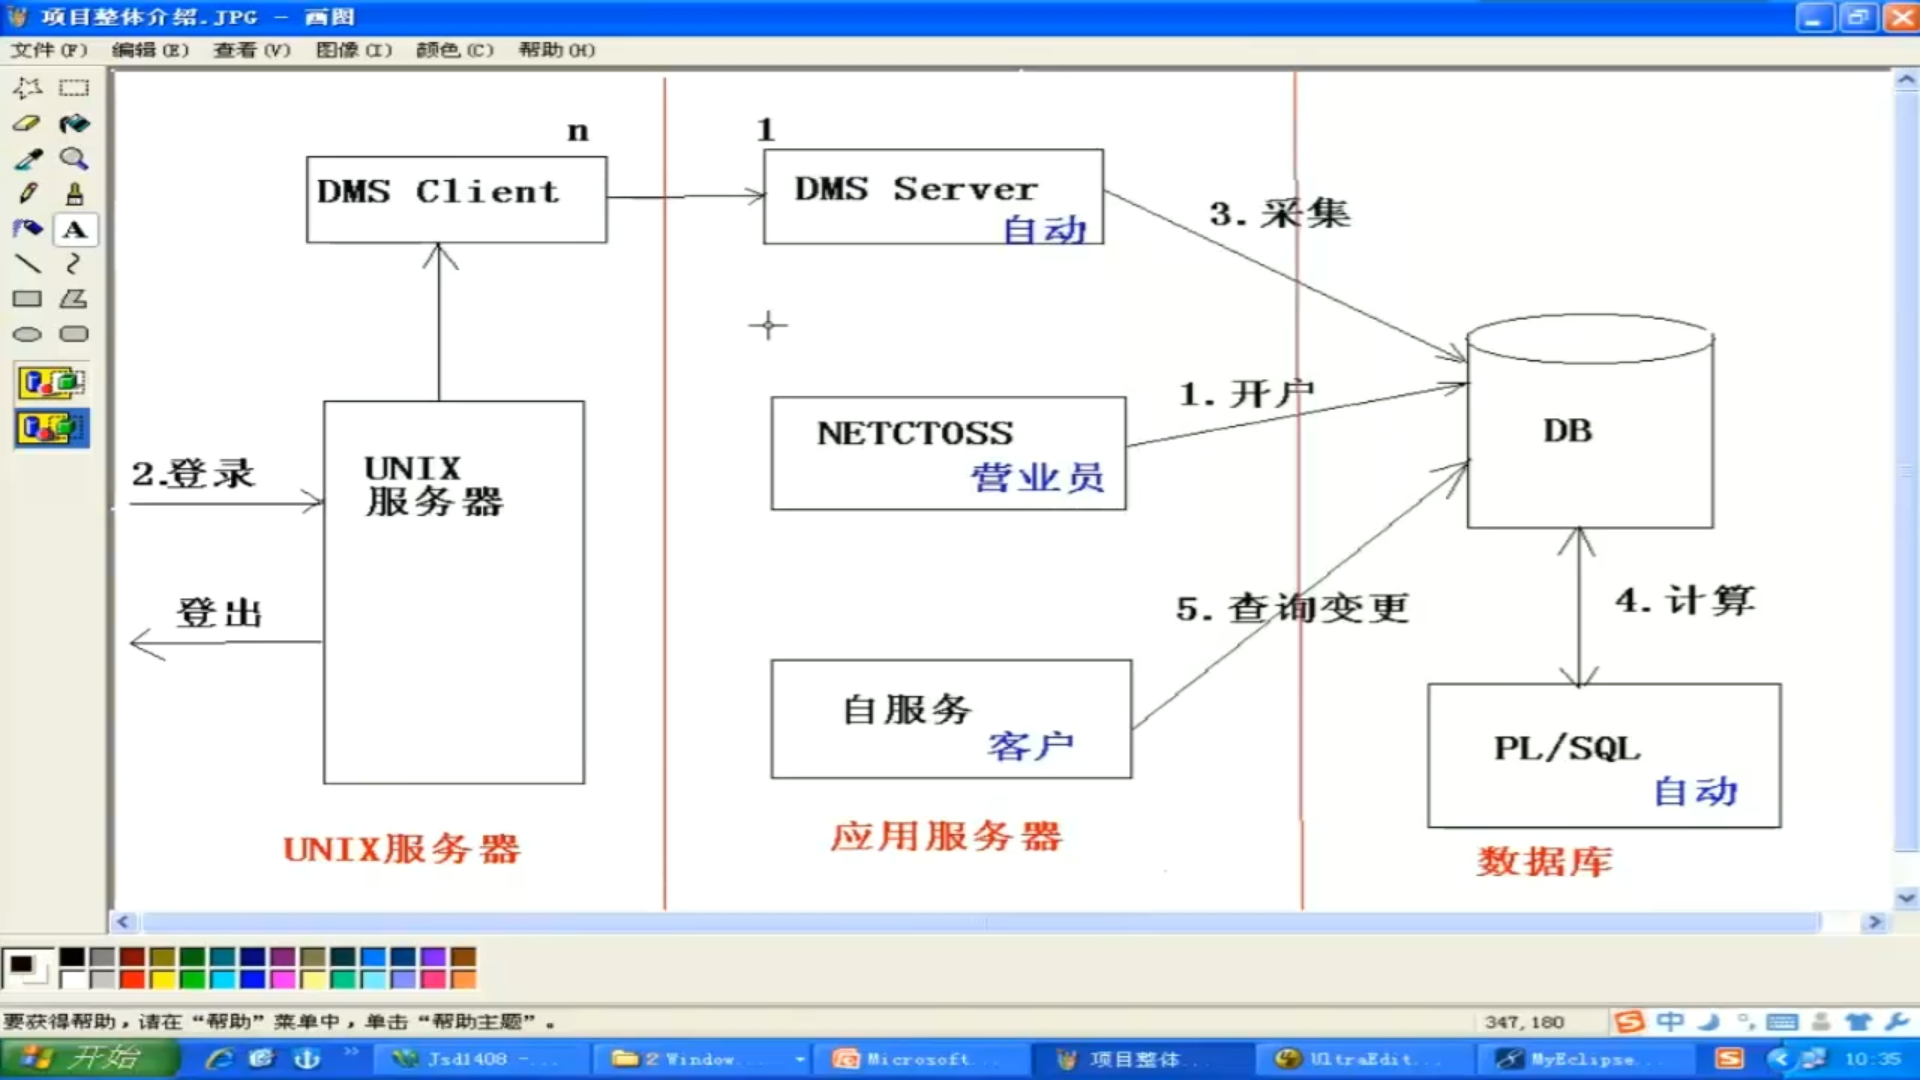 项目整体介绍.JPG - 画图
文件(F) 编辑(E) 查看(V) 图像(I) 颜色(C) 帮助(H)
n
1
DMS Client
DMS Server
自动
3.采集
1.开户
NETCTOSS
营业员
DB
2.登录
UNIX
服务器
登出
5.查询变更
4.计算
自服务
客户
PL/SQL
自动
UNIX服务器
应用服务器
数据库
要获得帮助，请在“帮助”菜单中，单击“帮助主题”。
347,180
中
开始
Jsd1408 -...
2 Window...
Microsoft...
项目整体...
UltraEdit...
MyEclipse...
10:35